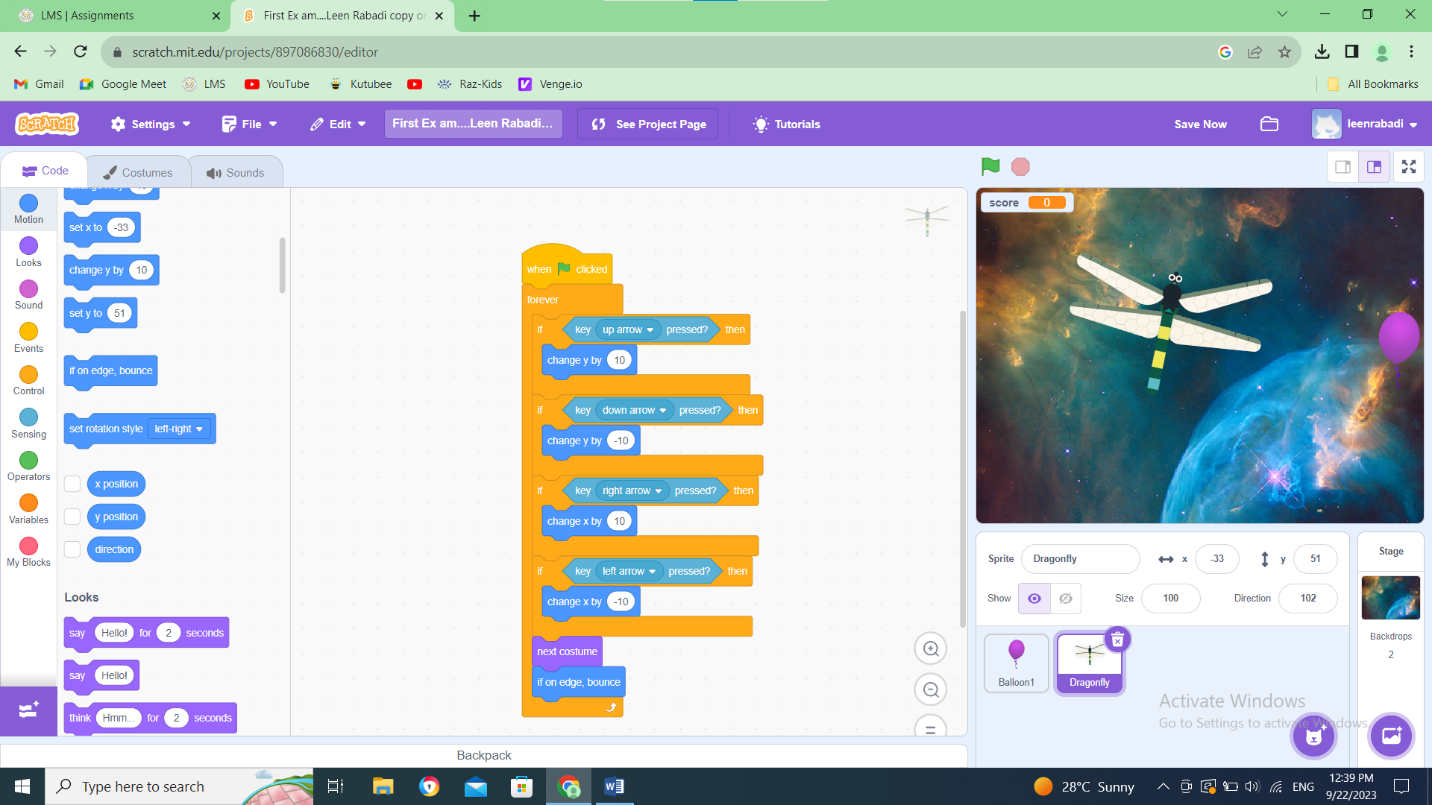 LMS | Assignments
First Ex am....Leen Rabadi copy on
scratch.mit.edu/projects/897086830/editor
Gmail Google Meet LMS YouTube Kutubee Raz-Kids Venge.io All Bookmarks
SCRATCH Settings File Edit First Ex am....Leen Rabadi... See Project Page Tutorials Save Now leenrabadi
Code Costumes Sounds
Motion
Looks
Sound
Events
Control
Sensing
Operators
Variables
My Blocks
set x to -33
change y by 10
set y to 51
if on edge, bounce
set rotation style left-right
x position
y position
direction
Looks
say Hello! for 2 seconds
say Hello!
think Hmm... for 2 seconds
when clicked
forever
if key up arrow pressed? then
change y by 10
if key down arrow pressed? then
change y by -10
if key right arrow pressed? then
change x by 10
if key left arrow pressed? then
change x by -10
next costume
if on edge, bounce
Backpack
score 0
Sprite Dragonfly x -33 y 51
Show Size 100 Direction 102
Balloon1
Dragonfly
Stage
Backdrops
2
Activate Windows
Go to Settings to activate Windows.
Type here to search
28°C Sunny
ENG
12:39 PM
9/22/2023